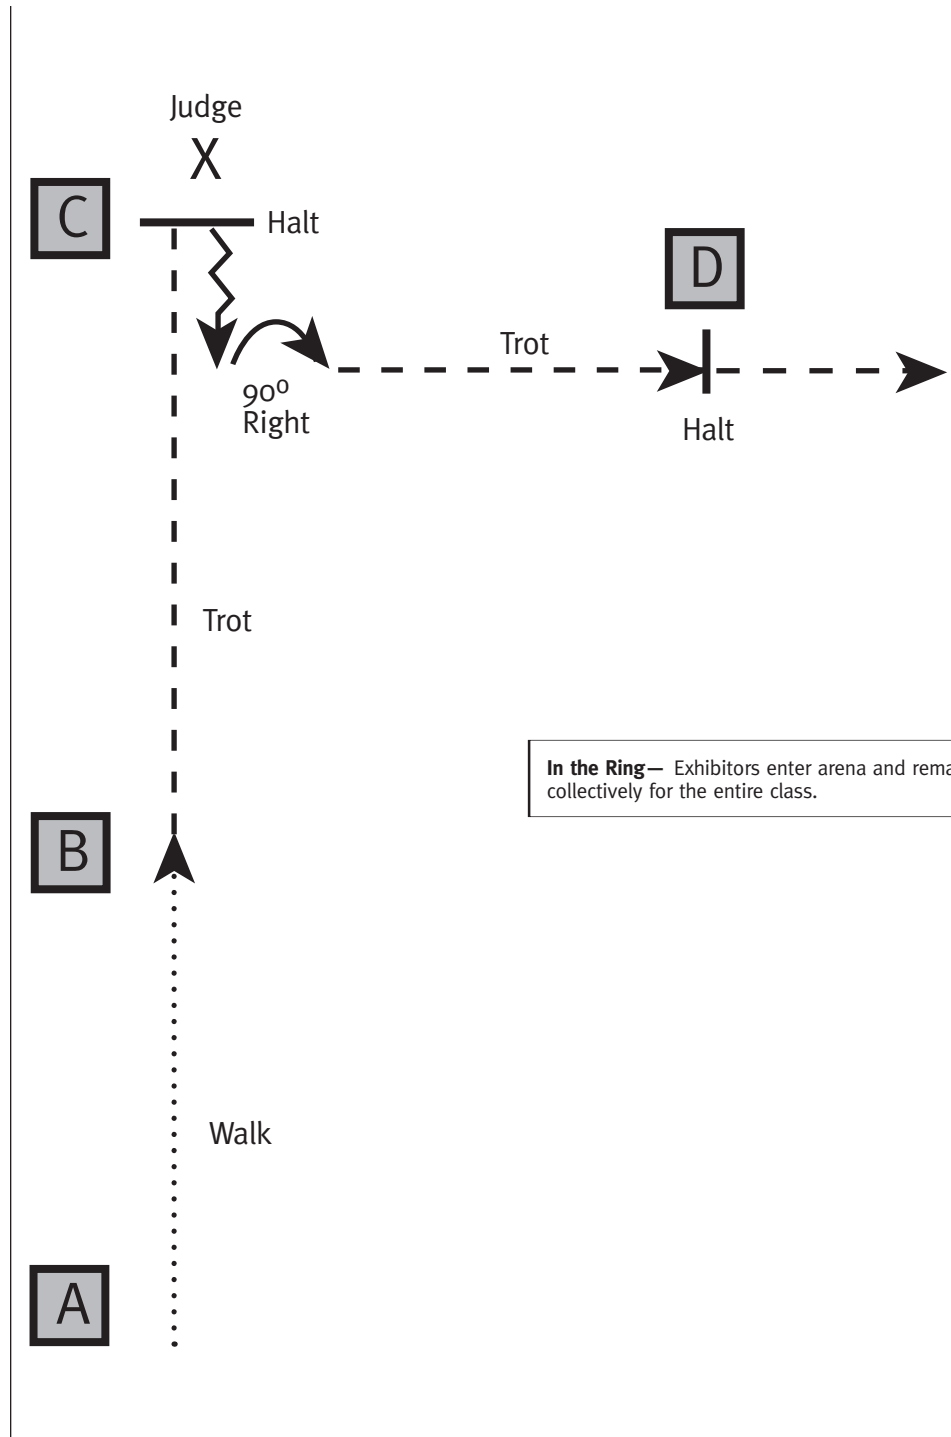 Judge
X
C
Halt
D
Trot
90º
Right
Halt
Trot
In the Ring— Exhibitors enter arena and
collectively for the entire class.
B
Walk
A